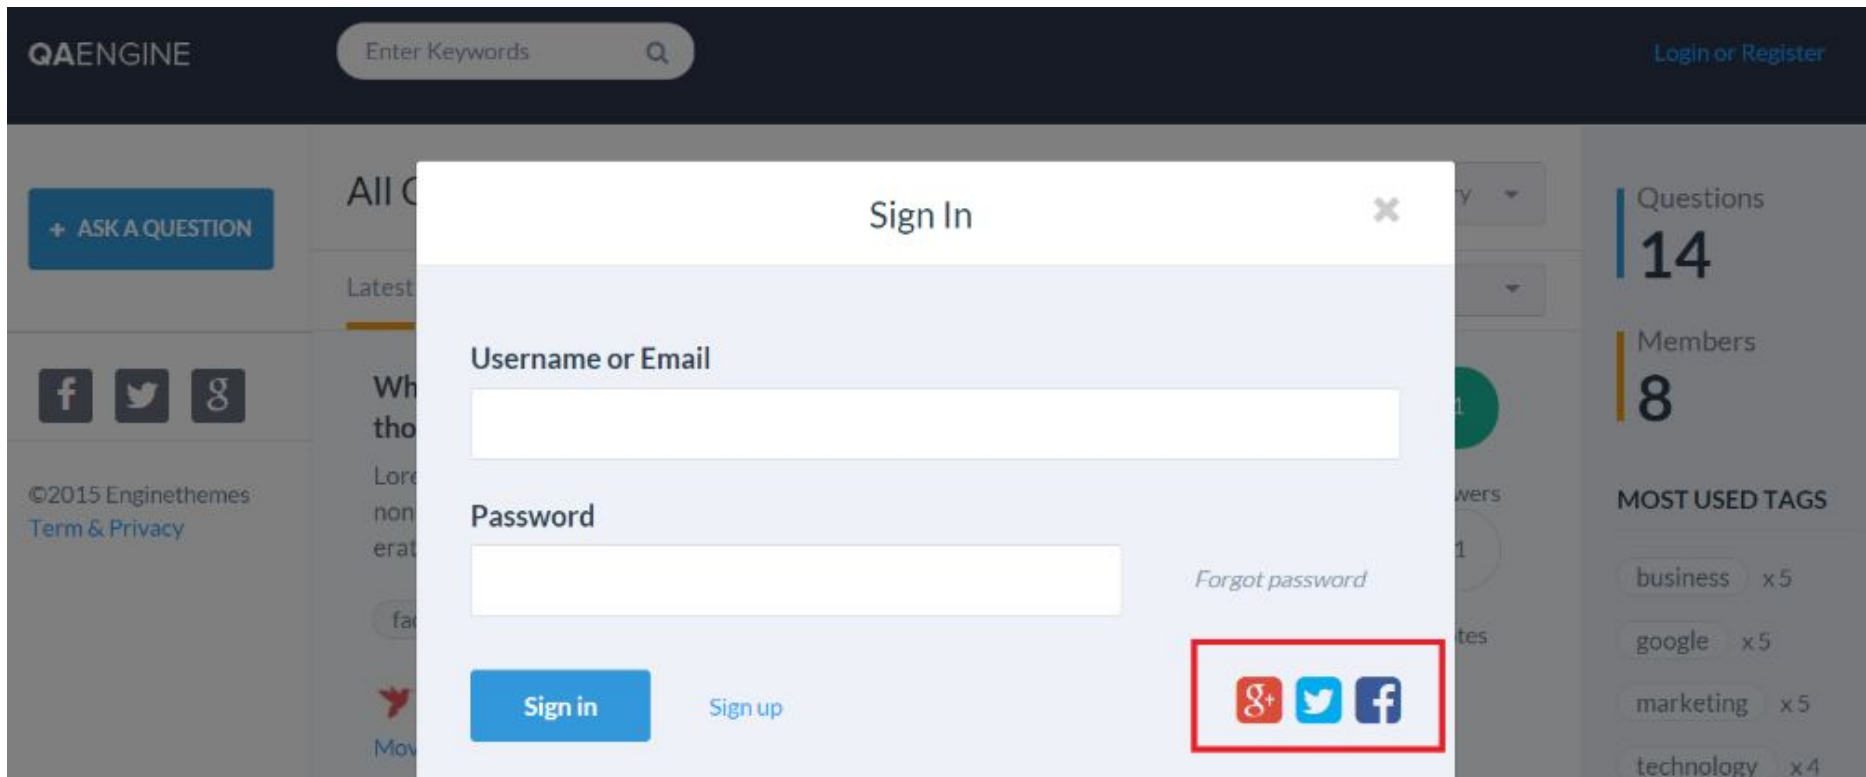 QAENGINE
Enter Keywords
Login or Register
+ ASK A QUESTION
©2015 Enginethemes
Term & Privacy
All
Latest
Sign In
Username or Email
Password
Forgot password
Sign in
Sign up
Questions
14
Members
8
MOST USED TAGS
business x 5
google x 5
marketing x 5
technology x 4